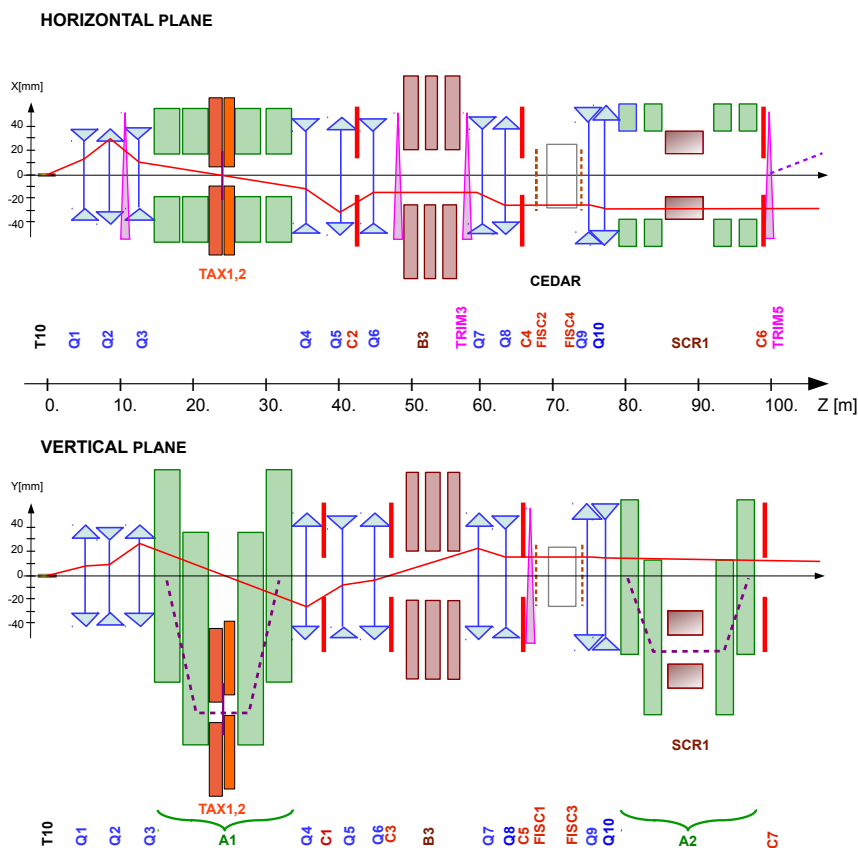 HORIZONTAL PLANE
X[mm]
40
20
0
-20
-40
TAX1,2
CEDAR
T10 Q1 Q2 Q3 Q4 Q5 C2 Q6 B3 TRIM3 Q7 Q8 C4 FISC2 FISC4 Q9 Q10 SCR1 C6 TRIM5
0. 10. 20. 30. 40. 50. 60. 70. 80. 90. 100. Z [m]
VERTICAL PLANE
Y[mm]
40
20
0
-20
-40
SCR1
TAX1,2
T10 Q1 Q2 Q3 A1 Q4 C1 Q5 Q6 C3 B3 Q7 Q8 C5 FISC1 FISC3 Q9 Q10 A2 C7